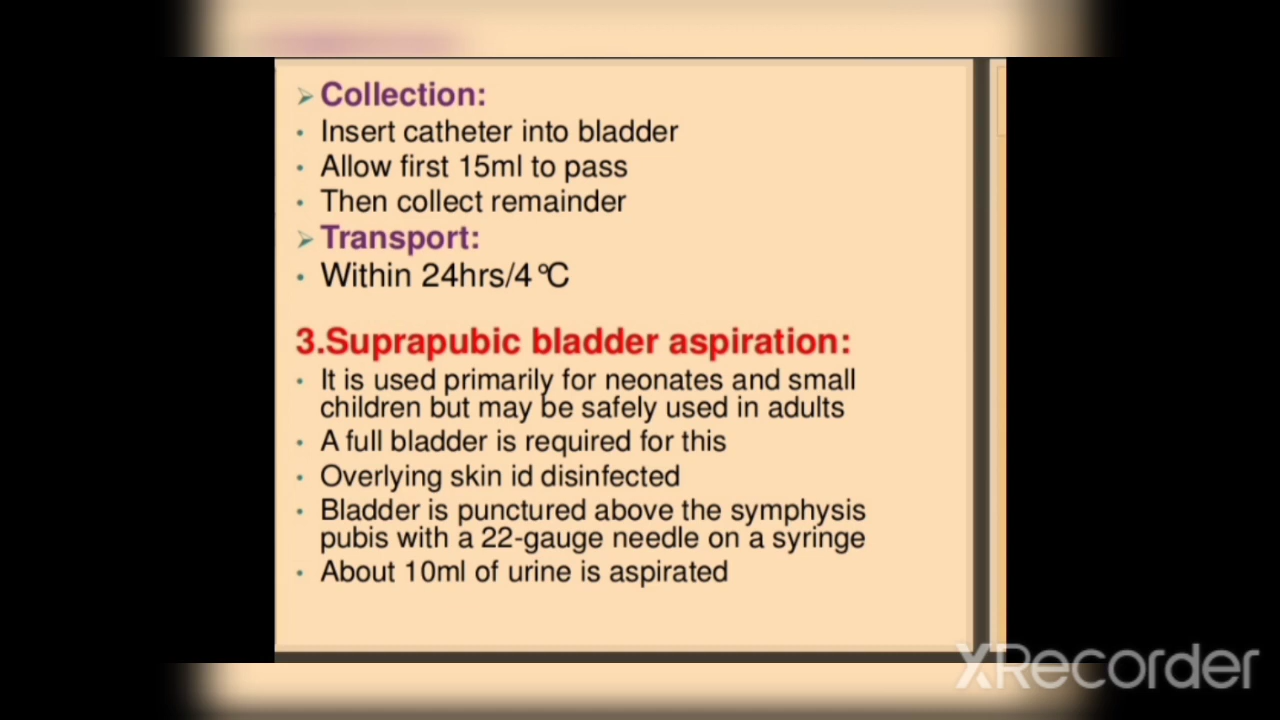 ➢ Collection:
• Insert catheter into bladder
• Allow first 15ml to pass
• Then collect remainder
➢ Transport:
• Within 24hrs/4°C
3.Suprapubic bladder aspiration:
• It is used primarily for neonates and small
children but may be safely used in adults
• A full bladder is required for this
• Overlying skin id disinfected
• Bladder is punctured above the symphysis
pubis with a 22-gauge needle on a syringe
• About 10ml of urine is aspirated
XRecorder